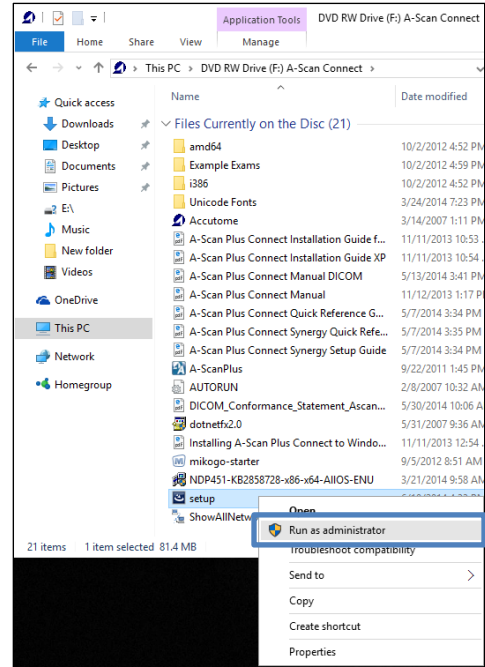 Application Tools DVD RW Drive (F:) A-Scan Connect
File Home Share View Manage
This PC > DVD RW Drive (F:) A-Scan Connect >
Name Date modified
Quick access
Downloads
Desktop
Documents
Pictures
E:\
Music
New folder
Videos
OneDrive
This PC
Network
Homegroup
Files Currently on the Disc (21)
amd64 10/2/2012 4:52 PM
Example Exams 10/2/2012 4:59 PM
i386 10/2/2012 4:52 PM
Unicode Fonts 3/24/2014 7:23 PM
Accutome 3/14/2007 1:11 PM
A-Scan Plus Connect Installation Guide f... 11/11/2013 10:53
A-Scan Plus Connect Installation Guide XP 11/11/2013 10:54
A-Scan Plus Connect Manual DICOM 5/13/2014 3:41 PM
A-Scan Plus Connect Manual 11/12/2013 1:17 P
A-Scan Plus Connect Quick Reference G... 5/7/2014 3:34 PM
A-Scan Plus Connect Synergy Quick Refe... 5/7/2014 3:35 PM
A-Scan Plus Connect Synergy Setup Guide 5/7/2014 3:34 PM
A-ScanPlus 9/22/2011 1:45 PM
AUTORUN 2/8/2007 10:32 AM
DICOM_Conformance_Statement_Ascan... 5/30/2014 10:06 A
dotnetfx2.0 5/31/2007 9:36 AM
Installing A-Scan Plus Connect to Windo... 11/11/2013 12:54
mikogo-starter 9/5/2012 8:51 AM
NDP451-KB2858728-x86-x64-AllOS-ENU 3/21/2014 9:58 AM
setup
ShowAllNetw
Open
Run as administrator
Troubleshoot compatibility
Send to
Copy
Create shortcut
Properties
21 items 1 item selected 81.4 MB